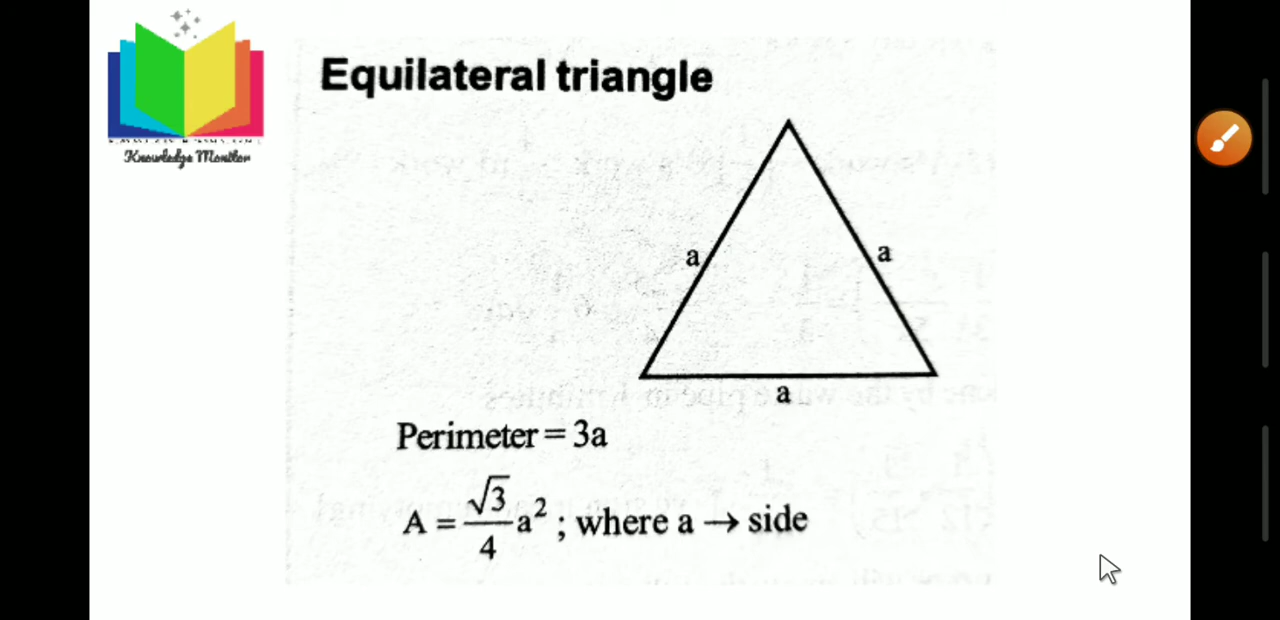 Knowledge Monitor
Equilateral triangle
a
a
a
Perimeter = 3a
A = √3/4 a² ; where a → side